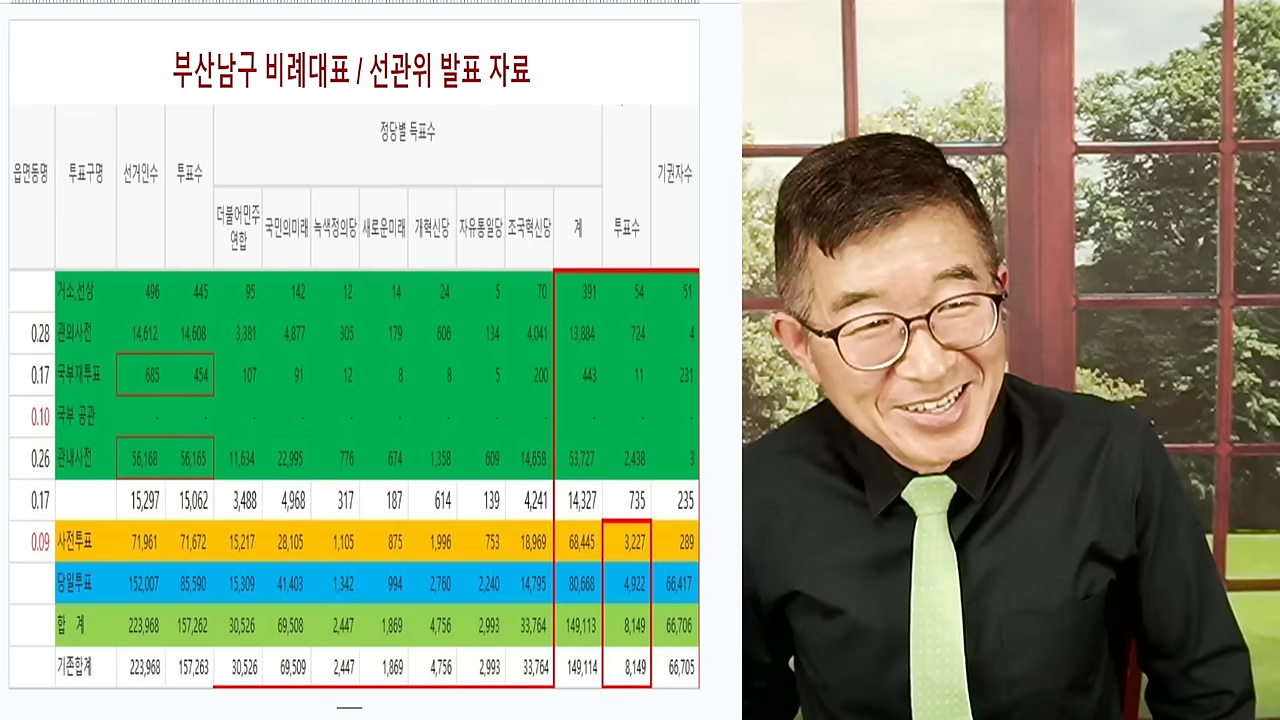 부산남구 비례대표 / 선관위 발표 자료
읍면동명 투표구명 선거인수 투표수 정당별 득표수 기권자수
더불어민주연합 국민의미래 녹색정의당 새로운미래 개혁신당 자유통일당 조국혁신당 계 투표수
거소,선상 496 445 95 142 12 14 24 5 70 391 54 51
0.28 관외사전 14,612 14,608 3,381 4,877 305 179 606 134 4,041 13,884 724 4
0.17 국부재투표 685 454 107 91 12 8 8 5 200 443 11 231
0.10 국부 공관 - - - - - - - - - - - -
0.26 관내사전 56,168 56,165 11,634 22,995 776 674 1,358 609 14,658 53,727 2,438 3
0.17 15,297 15,062 3,488 4,968 317 187 614 139 4,241 14,327 735 235
0.09 사전투표 71,961 71,672 15,217 28,105 1,105 875 1,996 753 18,969 68,445 3,227 289
당일투표 152,007 85,590 15,309 41,403 1,342 994 2,760 2,240 14,795 80,668 4,922 66,417
합 계 223,968 157,262 30,526 69,508 2,447 1,869 4,756 2,993 33,764 149,113 8,149 66,706
기존합계 223,968 157,263 30,526 69,509 2,447 1,869 4,756 2,993 33,764 149,114 8,149 66,705